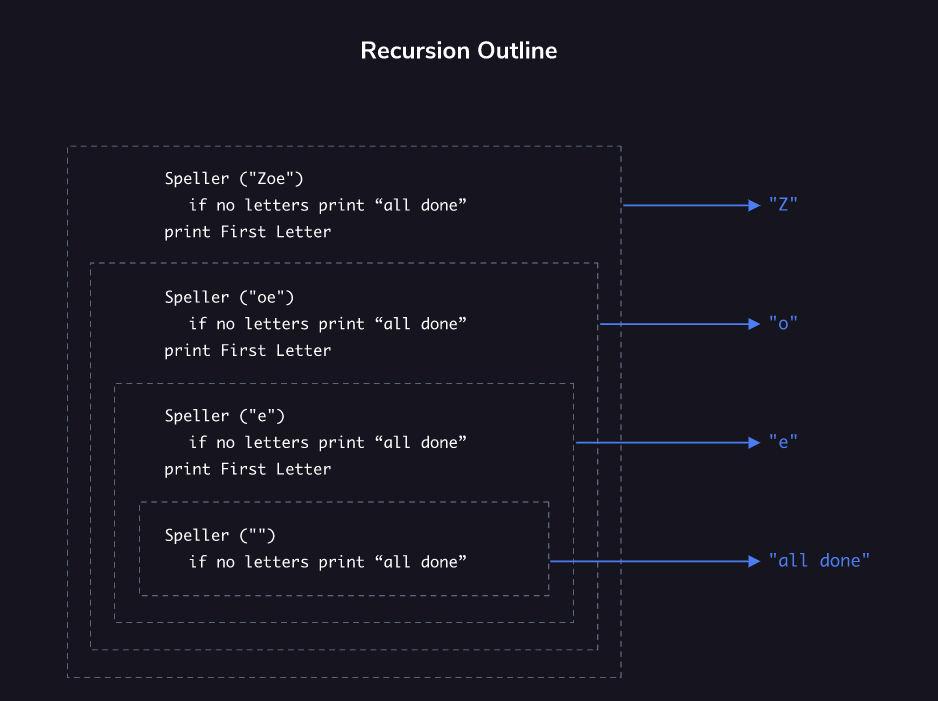 Recursion Outline
Speller ("Zoe")
if no letters print “all done”
print First Letter
"Z"
Speller ("oe")
if no letters print “all done”
print First Letter
"o"
Speller ("e")
if no letters print “all done”
print First Letter
"e"
Speller ("")
if no letters print “all done”
"all done"